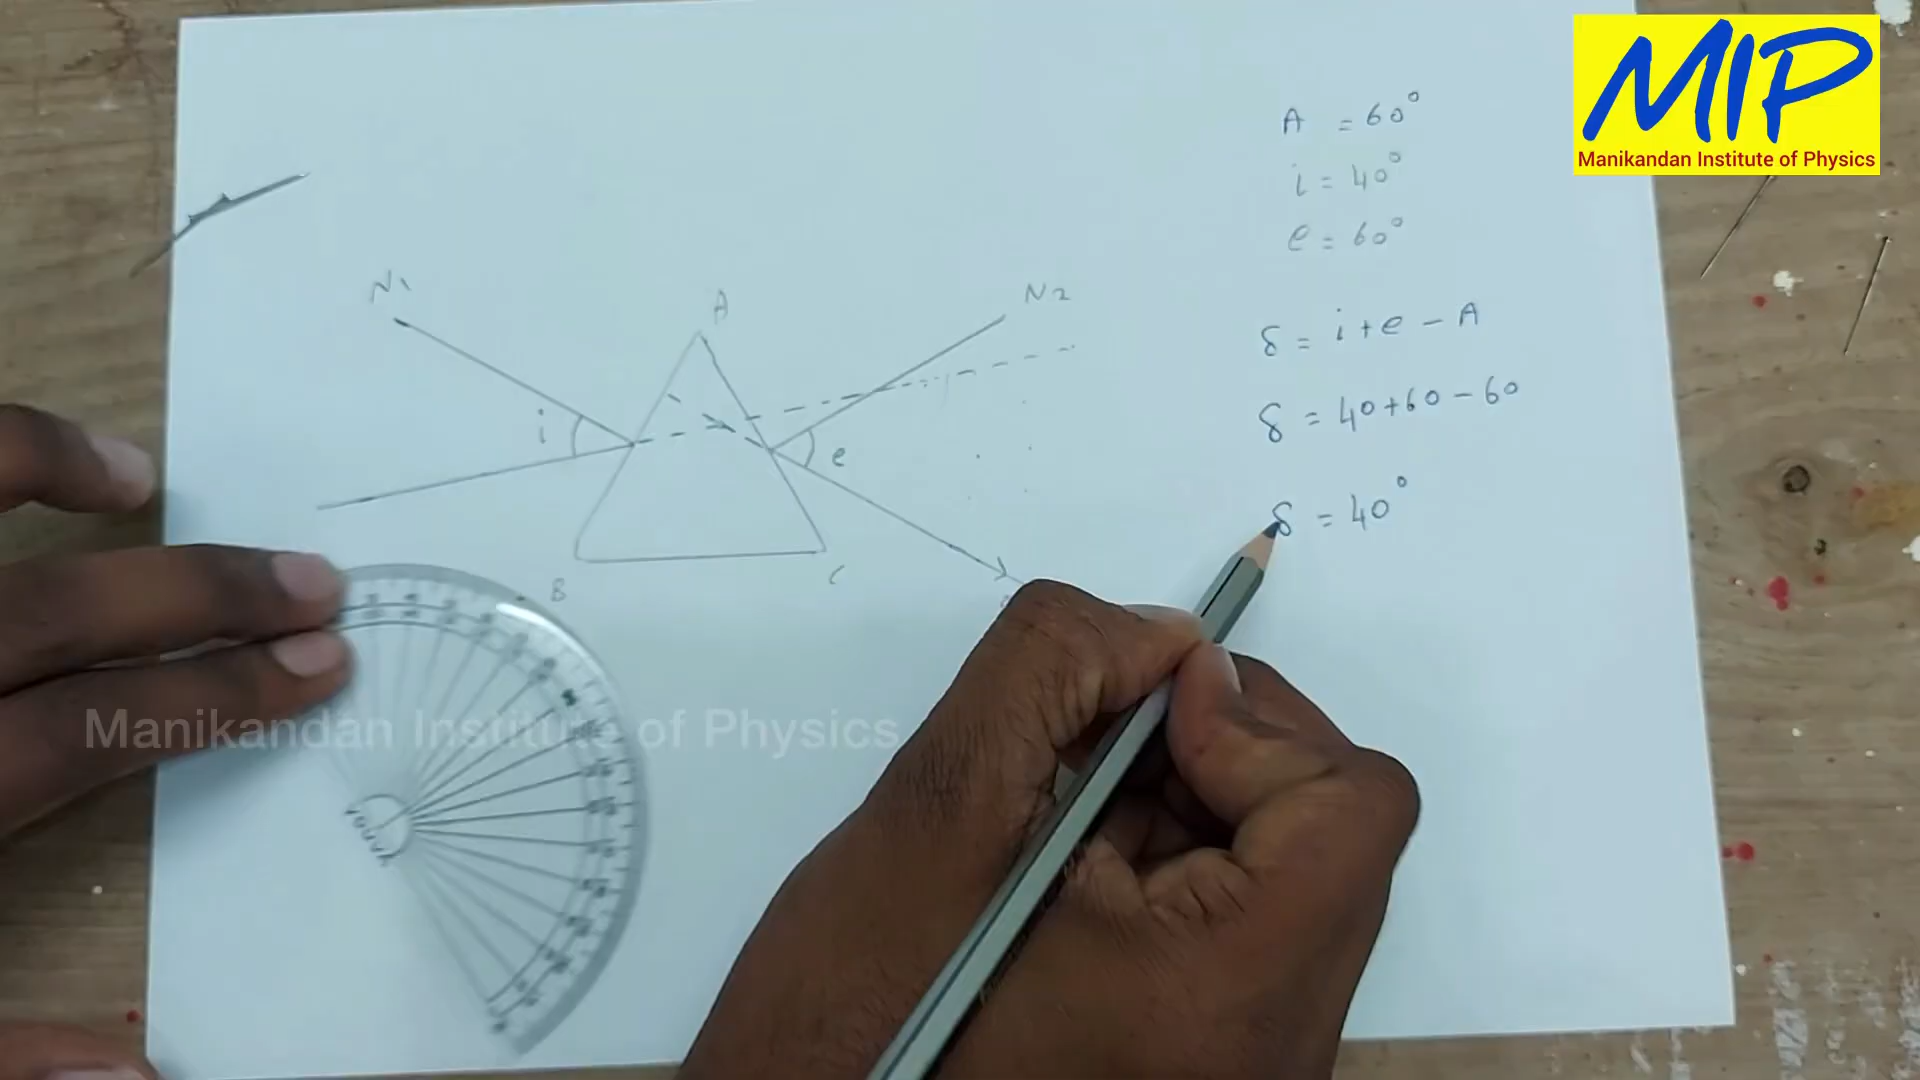 MIP
Manikandan Institute of Physics
A = 60°
i = 40°
e = 60°
δ = i + e - A
δ = 40+60-60
δ = 40°
N1
A
N2
i
e
B
C
Manikandan Institute of Physics